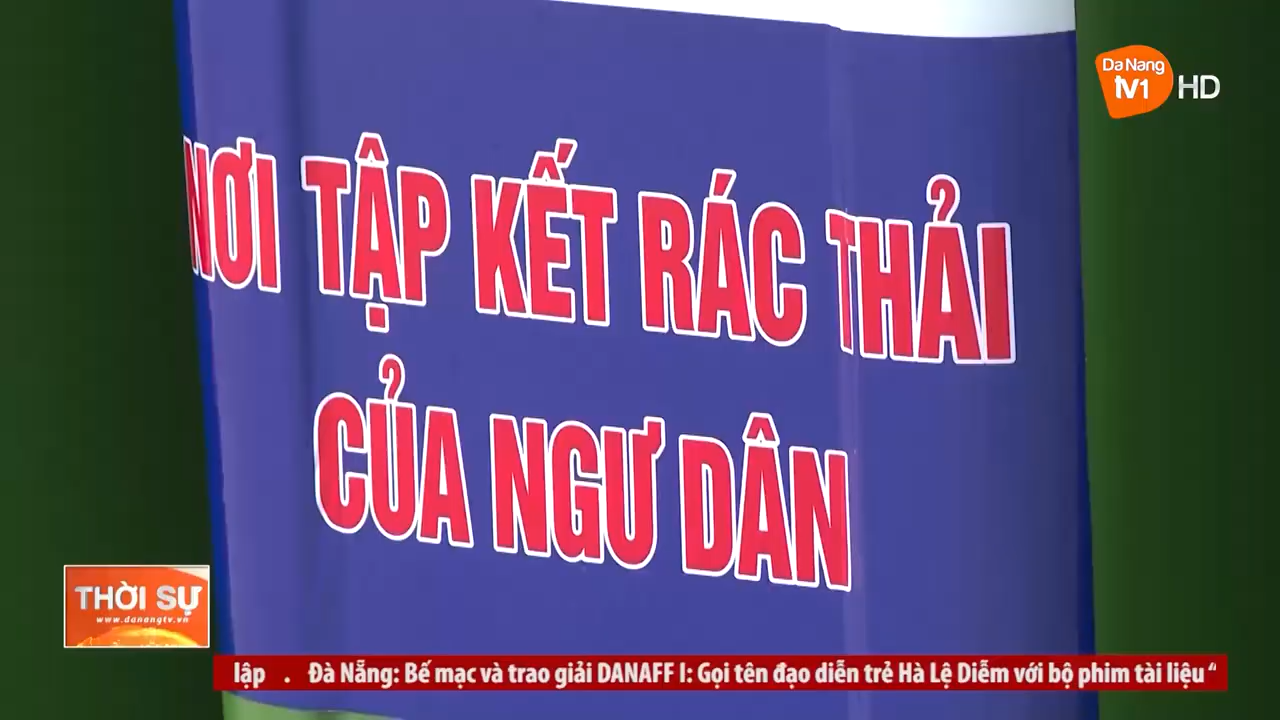 Da Nang
TV1 HD
NƠI TẬP KẾT RÁC THẢI
CỦA NGƯ DÂN
THỜI SỰ
www.danangtv.vn
lập . Đà Nẵng: Bế mạc và trao giải DANAFF I: Gọi tên đạo diễn trẻ Hà Lệ Diễm với bộ phim tài liệu “